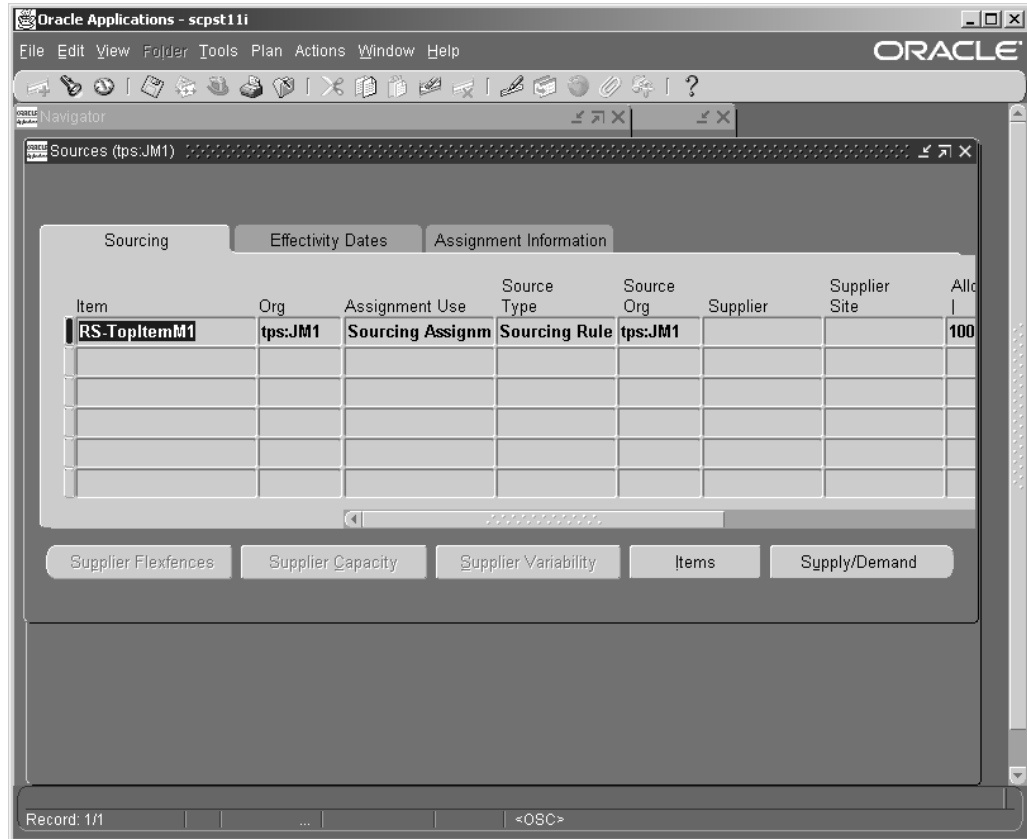 Oracle Applications - scpst11i
File Edit View Folder Tools Plan Actions Window Help
ORACLE
Navigator
Sources (tps:JM1)
Sourcing Effectivity Dates Assignment Information
Source Source Supplier Allo
Item Org Assignment Use Type Org Supplier Site |
RS-TopItemM1 tps:JM1 Sourcing Assignm Sourcing Rule tps:JM1 100
Supplier Flexfences Supplier Capacity Supplier Variability Items Supply/Demand
Record: 1/1 ... <OSC>